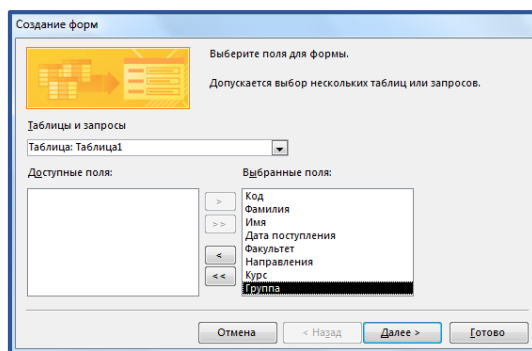 Создание форм
Выберите поля для формы.
Допускается выбор нескольких таблиц или запросов.
Таблицы и запросы
Таблица: Таблица1
Доступные поля:
Выбранные поля:
>
>>
<
<<
Код
Фамилия
Имя
Дата поступления
Факультет
Направления
Курс
Группа
Отмена
< Назад
Далее >
Готово